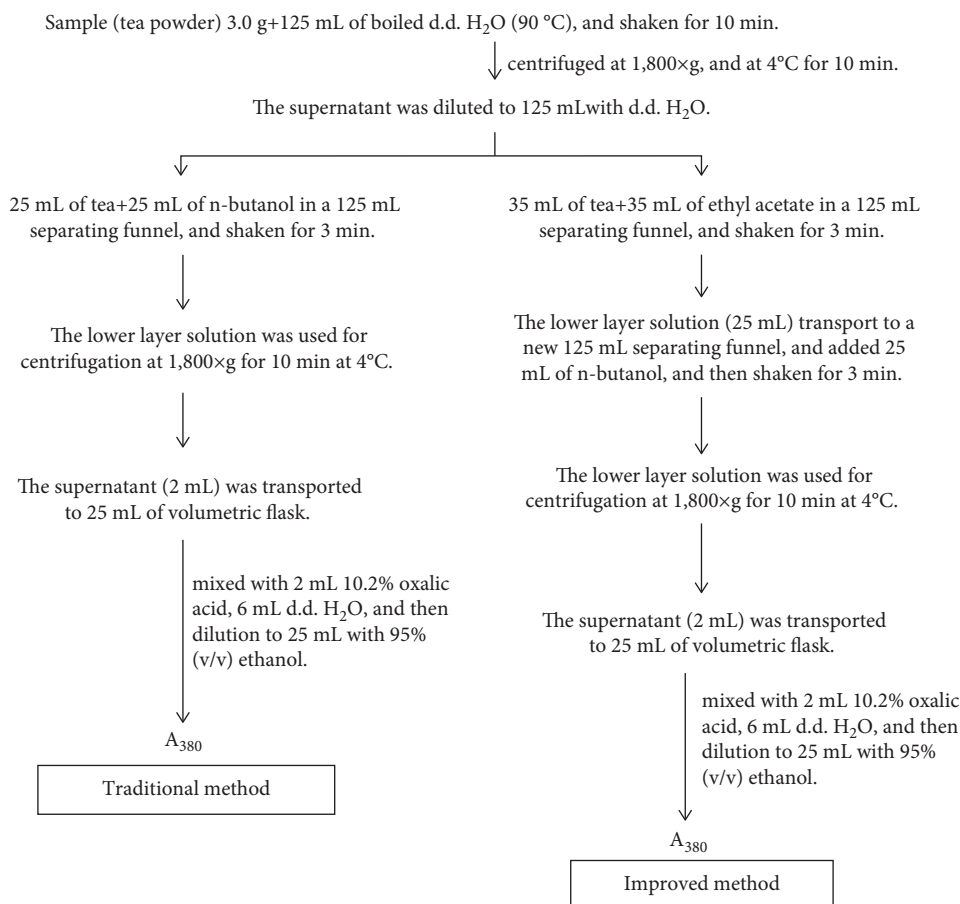 Sample (tea powder) 3.0 g+125 mL of boiled d.d. H₂O (90 °C), and shaken for 10 min.
centrifuged at 1,800×g, and at 4°C for 10 min.
The supernatant was diluted to 125 mLwith d.d. H₂O.
25 mL of tea+25 mL of n-butanol in a 125 mL
separating funnel, and shaken for 3 min.
The lower layer solution was used for
centrifugation at 1,800×g for 10 min at 4°C.
The supernatant (2 mL) was transported
to 25 mL of volumetric flask.
mixed with 2 mL 10.2% oxalic
acid, 6 mL d.d. H₂O, and then
dilution to 25 mL with 95%
(v/v) ethanol.
A₃₈₀
Traditional method
35 mL of tea+35 mL of ethyl acetate in a 125 mL
separating funnel, and shaken for 3 min.
The lower layer solution (25 mL) transport to a
new 125 mL separating funnel, and added 25
mL of n-butanol, and then shaken for 3 min.
The lower layer solution was used for
centrifugation at 1,800×g for 10 min at 4°C.
The supernatant (2 mL) was transported
to 25 mL of volumetric flask.
mixed with 2 mL 10.2% oxalic
acid, 6 mL d.d. H₂O, and then
dilution to 25 mL with 95%
(v/v) ethanol.
A₃₈₀
Improved method